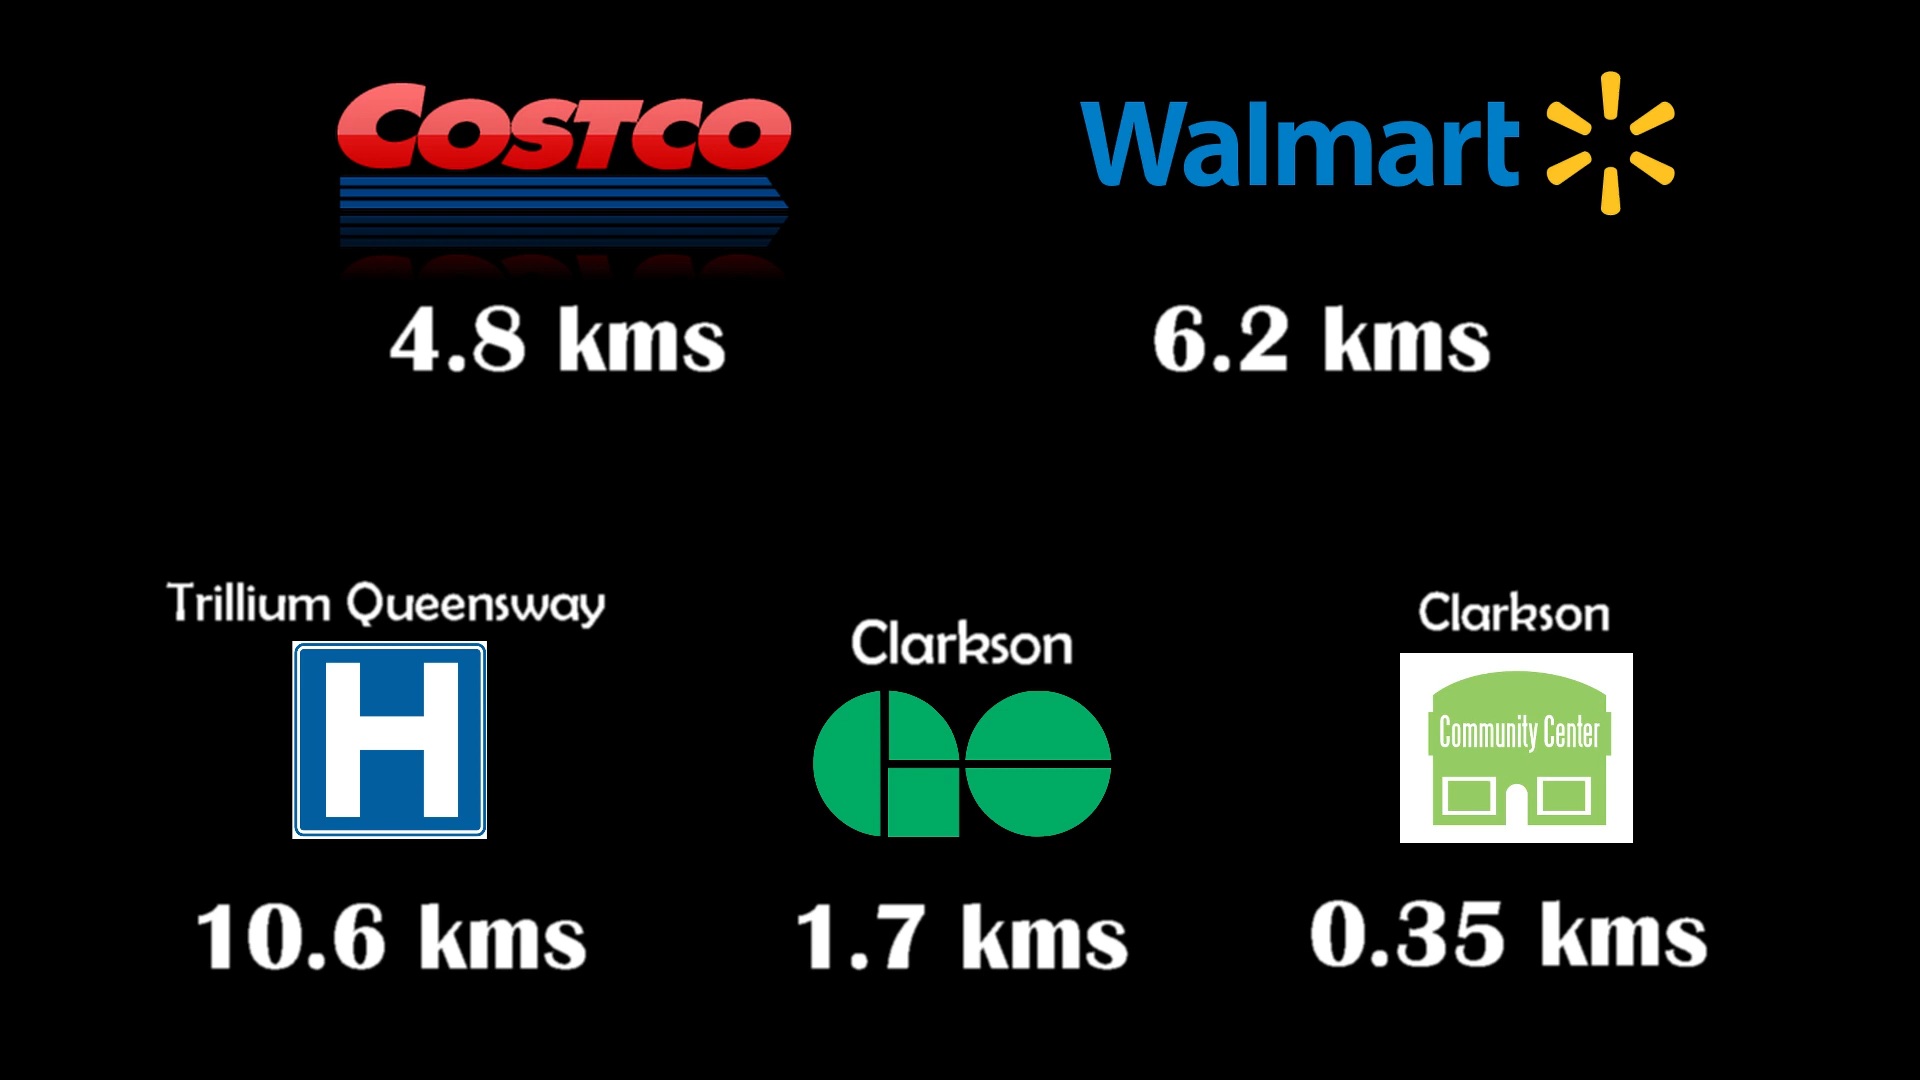 COSTCO
Walmart
4.8 kms
6.2 kms
Trillium Queensway
H
10.6 kms
Clarkson
GO
1.7 kms
Clarkson
Community Center
0.35 kms